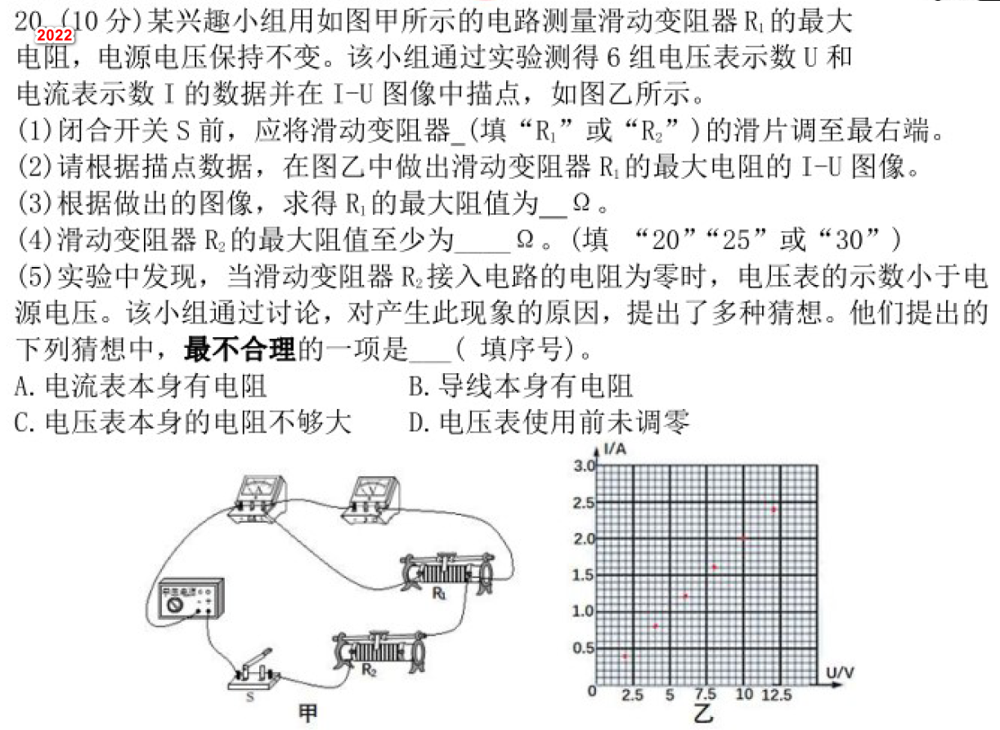 20. (10 分)某兴趣小组用如图甲所示的电路测量滑动变阻器 R₁的最大
2022
电阻，电源电压保持不变。该小组通过实验测得 6 组电压表示数 U 和
电流表示数 I 的数据并在 I-U 图像中描点，如图乙所示。
(1)闭合开关 S 前，应将滑动变阻器_(填“R₁”或“R₂”)的滑片调至最右端。
(2)请根据描点数据，在图乙中做出滑动变阻器 R₁的最大电阻的 I-U 图像。
(3)根据做出的图像，求得 R₁的最大阻值为__Ω。
(4)滑动变阻器 R₂的最大阻值至少为____Ω。(填 “20”“25”或“30”)
(5)实验中发现，当滑动变阻器 R₂接入电路的电阻为零时，电压表的示数小于电
源电压。该小组通过讨论，对产生此现象的原因，提出了多种猜想。他们提出的
下列猜想中，最不合理的一项是___( 填序号)。
A. 电流表本身有电阻 B. 导线本身有电阻
C. 电压表本身的电阻不够大 D. 电压表使用前未调零
A V
R₁
R₂
S
甲
I/A
3.0
2.5
2.0
1.5
1.0
0.5
0 2.5 5 7.5 10 12.5 U/V
乙